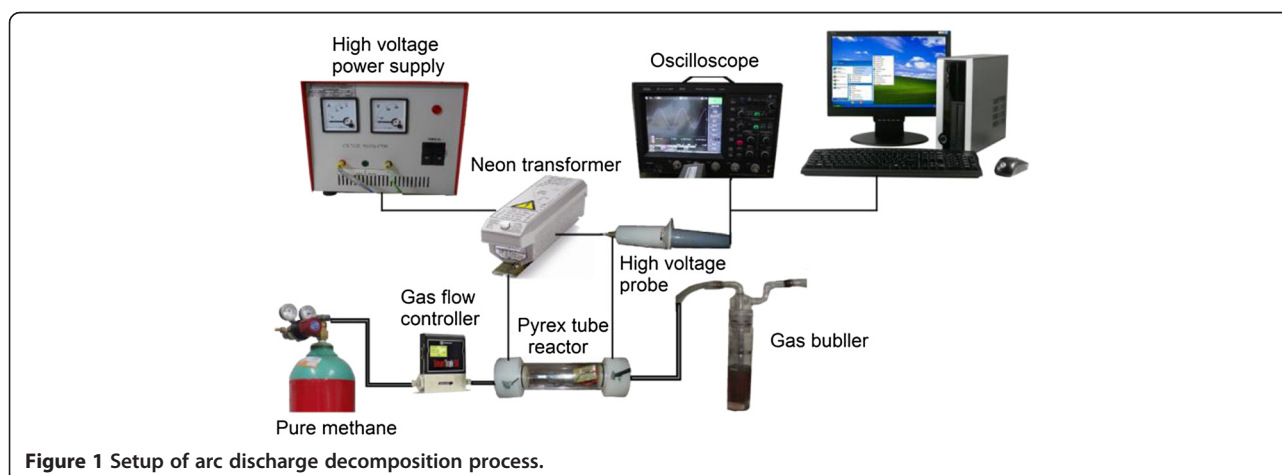 High voltage
power supply
Oscilloscope
Neon transformer
High voltage
probe
Gas flow
controller
Pyrex tube
reactor
Gas bubller
Pure methane
Figure 1 Setup of arc discharge decomposition process.